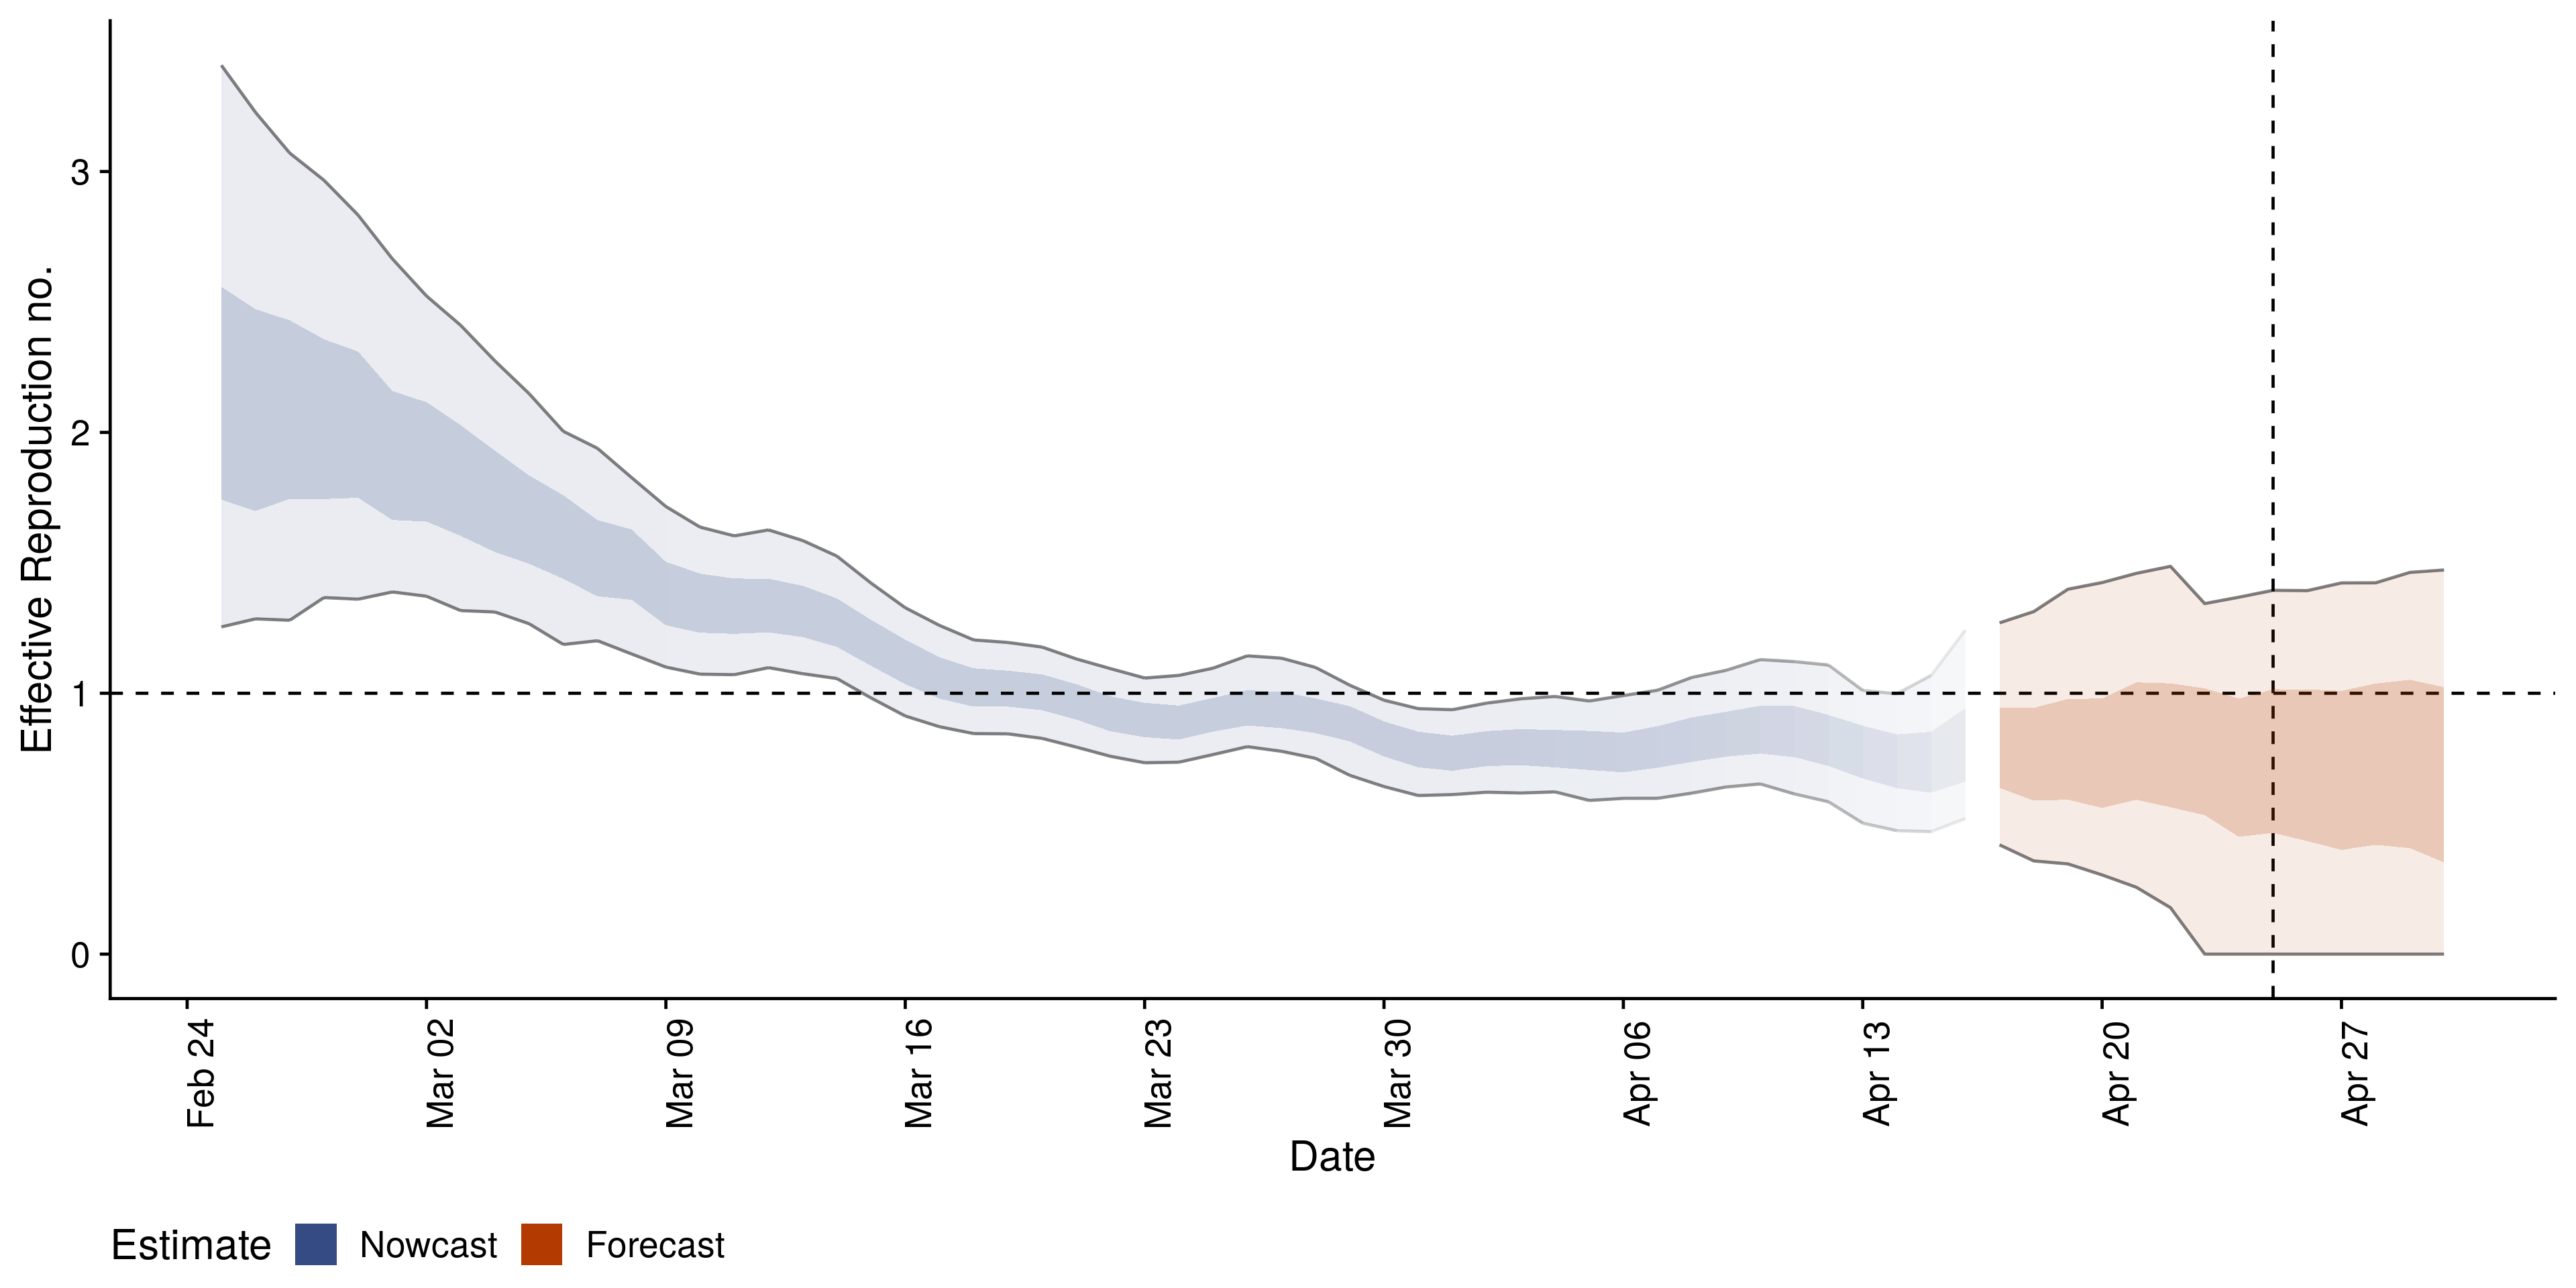 Effective Reproduction no.
3
2
1
0
Feb 24
Mar 02
Mar 09
Mar 16
Mar 23
Mar 30
Apr 06
Apr 13
Apr 20
Apr 27
Date
Estimate Nowcast Forecast